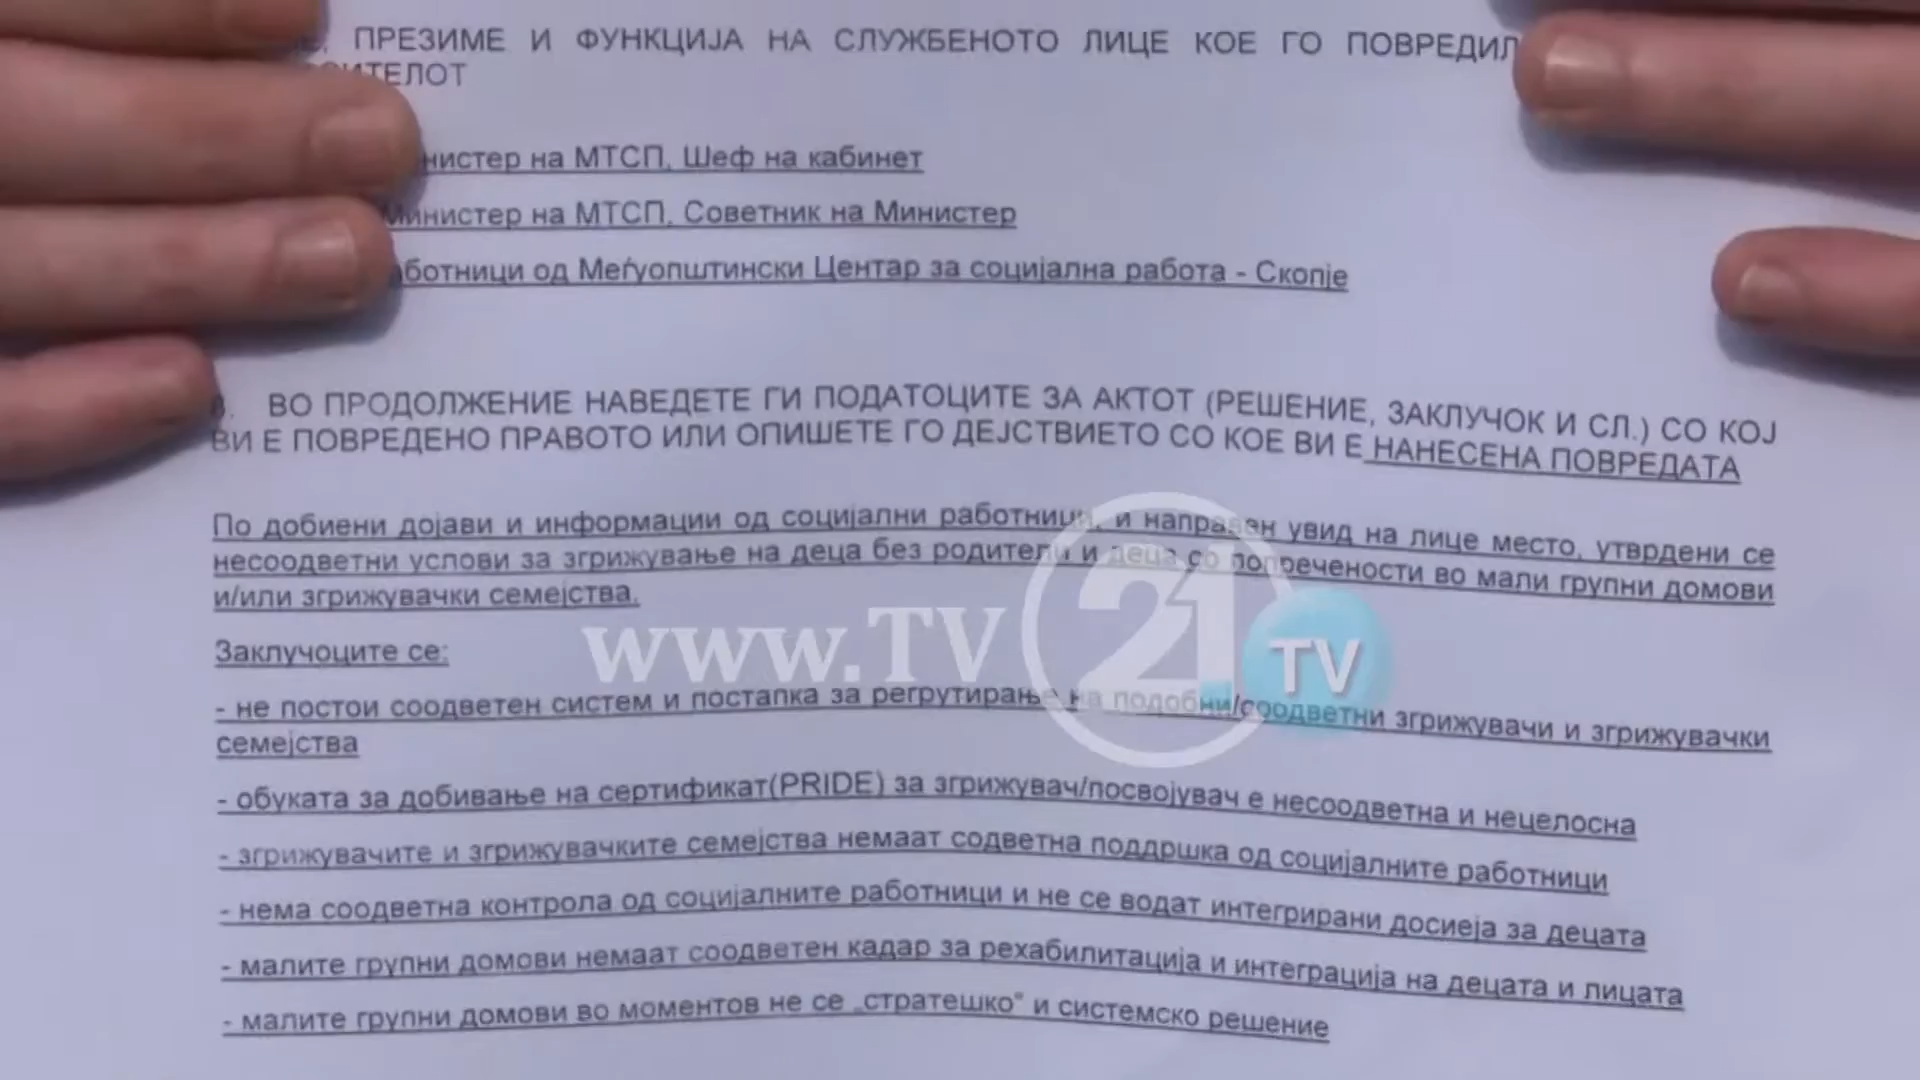 ПРЕЗИМЕ И ФУНКЦИЈА НА СЛУЖБЕНОТО ЛИЦЕ КОЕ ГО ПОВРЕДИЛ
на МТСП, Шеф на кабинет
Министер на МТСП, Советник на Министер
од Меѓуопштински Центар за социјална работа - Скопје
ВО ПРОДОЛЖЕНИЕ НАВЕДЕТЕ ГИ ПОДАТОЦИТЕ ЗА АКТОТ (РЕШЕНИЕ, ЗАКЛУЧОК И СЛ.) СО КОЈ
ВИ Е ПОВРЕДЕНО ПРАВОТО ИЛИ ОПИШЕТЕ ГО ДЕЈСТВИЕТО СО КОЕ ВИ Е НАНЕСЕНА ПОВРЕДАТА
По добиени дојави и информации од социјални работници, и направен увид на лице место, утврдени се
несоодветни услови за згрижување на деца без родители и деца со попречености во мали групни домови
и/или згрижувачки семејства.
Заклучоците се:
- не постои соодветен систем и постапка за регрутирање на подобни/соодветни згрижувачи и згрижувачки
семејства
- обуката за добивање на сертификат(PRIDE) за згрижувач/посвојувач е несоодветна и нецелосна
- згрижувачите и згрижувачките семејства немаат содветна поддршка од социјалните работници
- нема соодветна контрола од социјалните работници и не се водат интегрирани досиеја за децата
- малите групни домови немаат соодветен кадар за рехабилитација и интеграција на децата и лицата
- малите групни домови во моментов не се „стратешко“ и системско решение
www.TV 21 TV